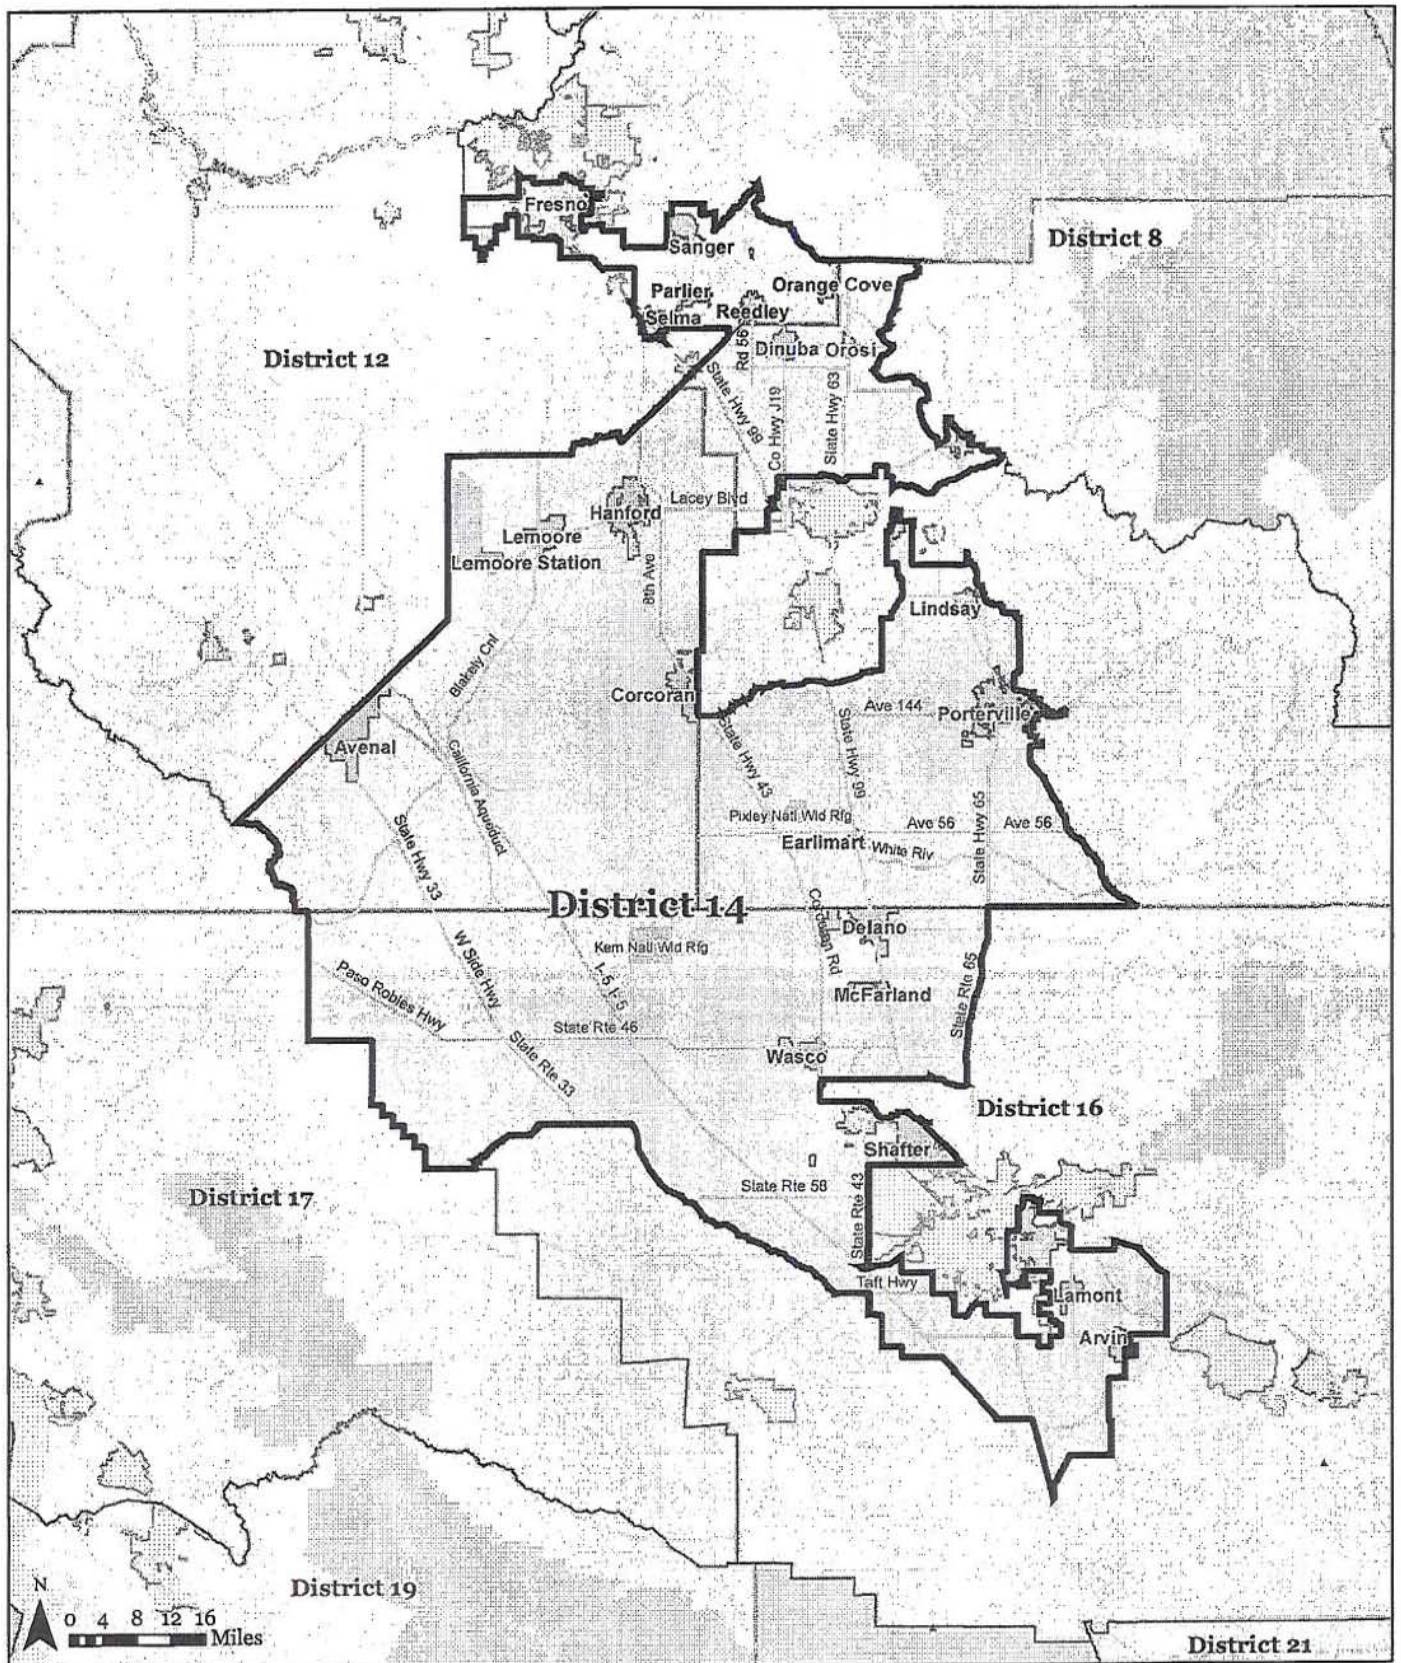 Fresno
District 8
Sanger
Orange Cove
Parlier
Reedley
Selma
District 12
Rd 56
Dinuba
Orosi
State Hwy 99
Co Hwy J19
State Hwy 63
Lacey Blvd
Hanford
Lemoore
Lemoore Station
8th Ave
Lindsay
Blakely Cnl
Corcoran
Ave 144
Porterville
Avenal
California Aqueduct
State Hwy 43
State Hwy 99
State Hwy 65
Pixley Natl Wld Rfg
Ave 56
Ave 56
Earlimart
White Riv
State Hwy 33
District 14
Delano
Kern Natl Wld Rfg
W Side Hwy
I-5
I-5
McFarland
State Rte 65
Paso Robles Hwy
State Rte 46
Wasco
State Rte 33
District 16
Shafter
State Rte 58
State Rte 43
District 17
Taft Hwy
Lamont
Arvin
District 19
N
0 4 8 12 16
Miles
District 21